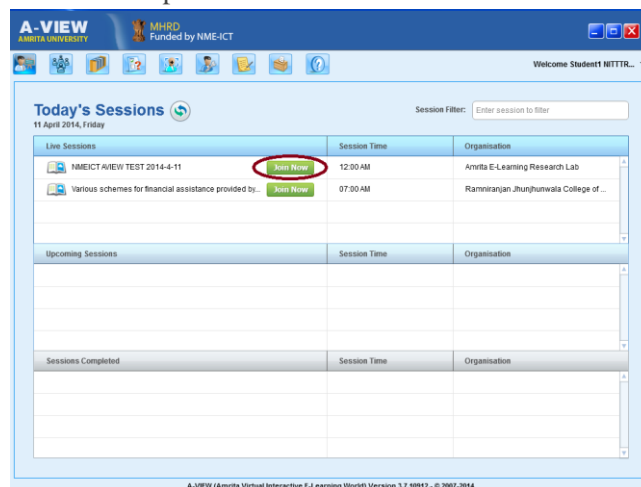 A-VIEW
AMRITA UNIVERSITY
MHRD
Funded by NME-ICT
Welcome Student1 NITTTR...
Today's Sessions
11 April 2014, Friday
Session Filter: Enter session to filter
Live Sessions Session Time Organisation
NMEICT AVIEW TEST 2014-4-11 Join Now 12:00 AM Amrita E-Learning Research Lab
Various schemes for financial assistance provided by... Join Now 07:00 AM Ramniranjan Jhunjhunwala College of ...
Upcoming Sessions Session Time Organisation
Sessions Completed Session Time Organisation
A-VIEW (Amrita Virtual Interactive E-Learning World) Version 3.7.10912 - © 2007-2014